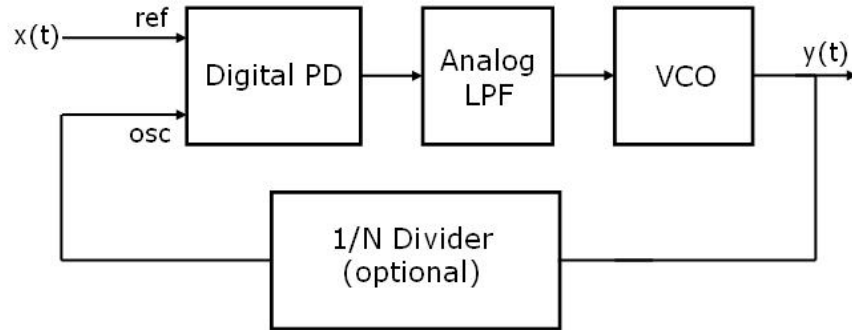 ref
x(t)
Digital PD
osc
Analog
LPF
VCO
y(t)
1/N Divider
(optional)